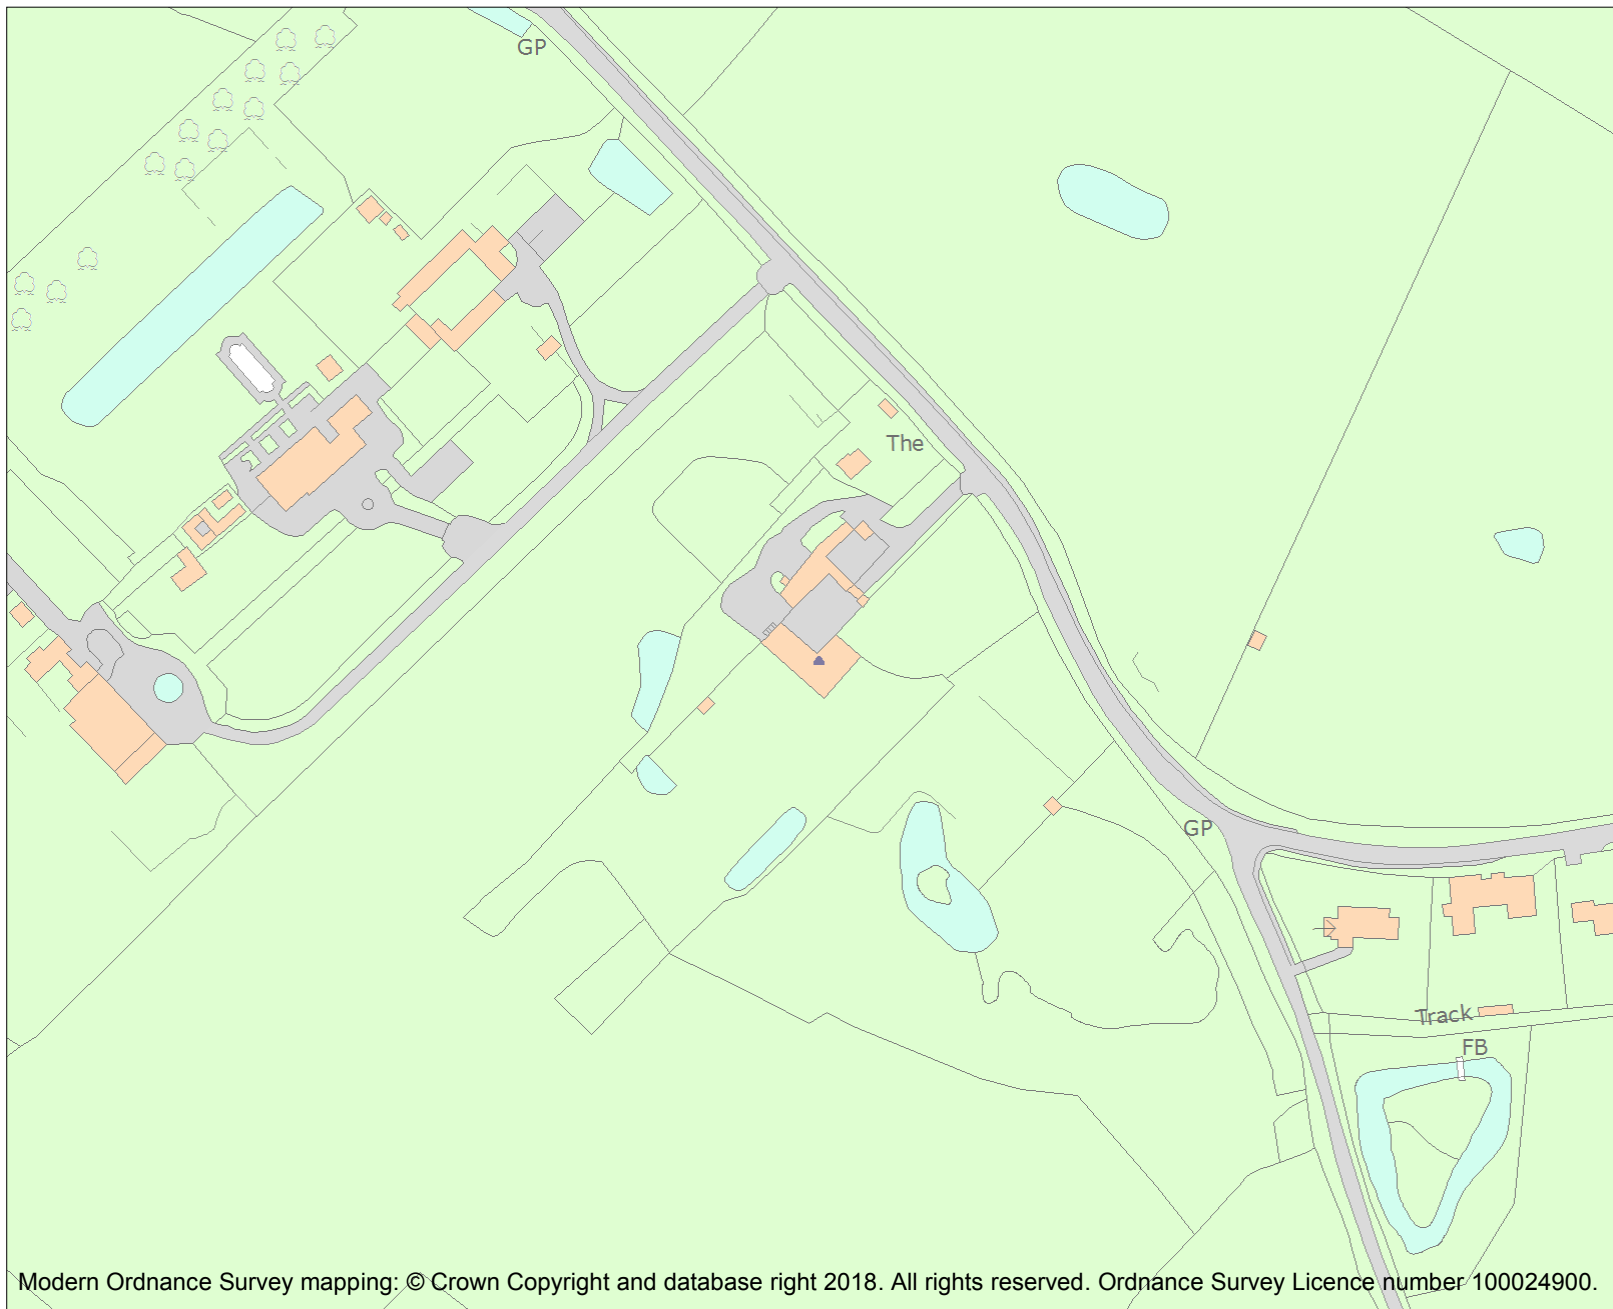 GP
The
GP
Track
FB
Modern Ordnance Survey mapping: © Crown Copyright and database right 2018. All rights reserved. Ordnance Survey Licence number 100024900.